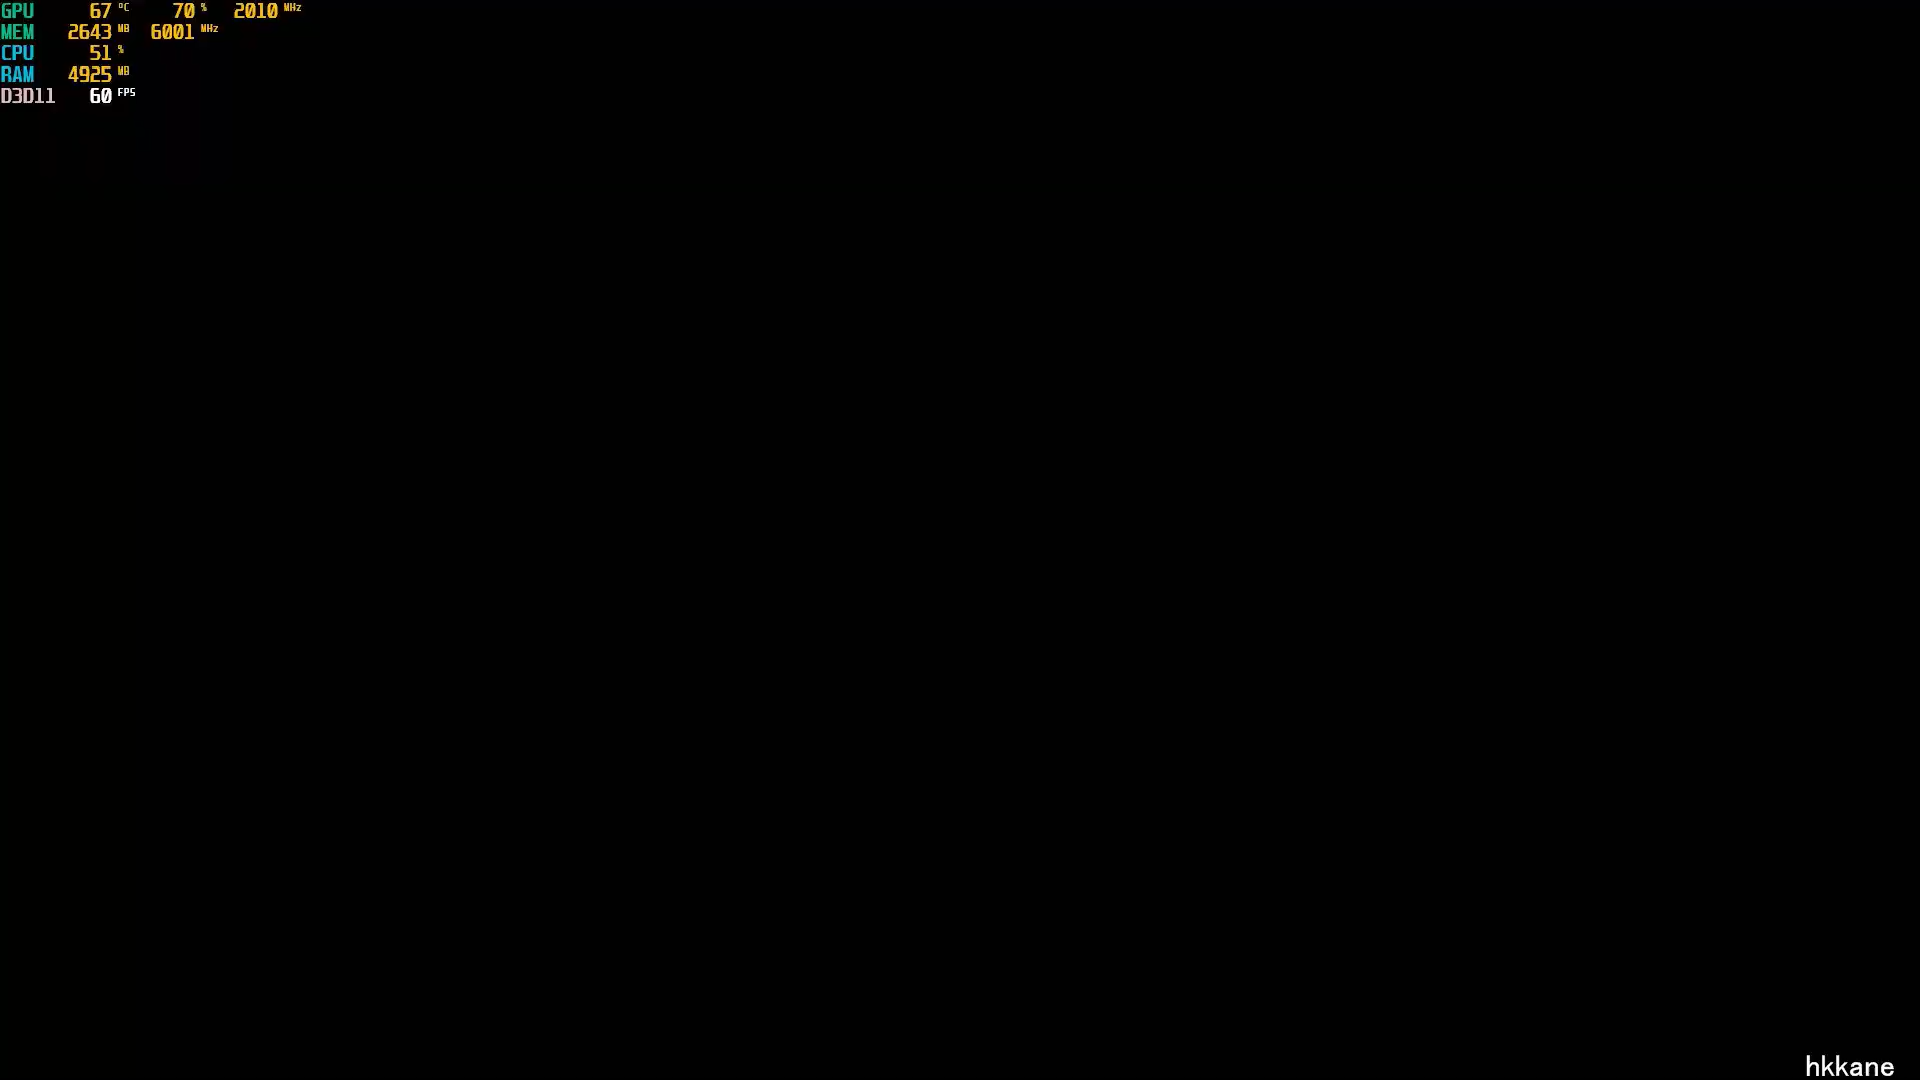 GPU 67 °C 70 % 2010 MHz
MEM 2643 MB 6001 MHz
CPU 51 %
RAM 4925 MB
D3D11 60 FPS
hkkane